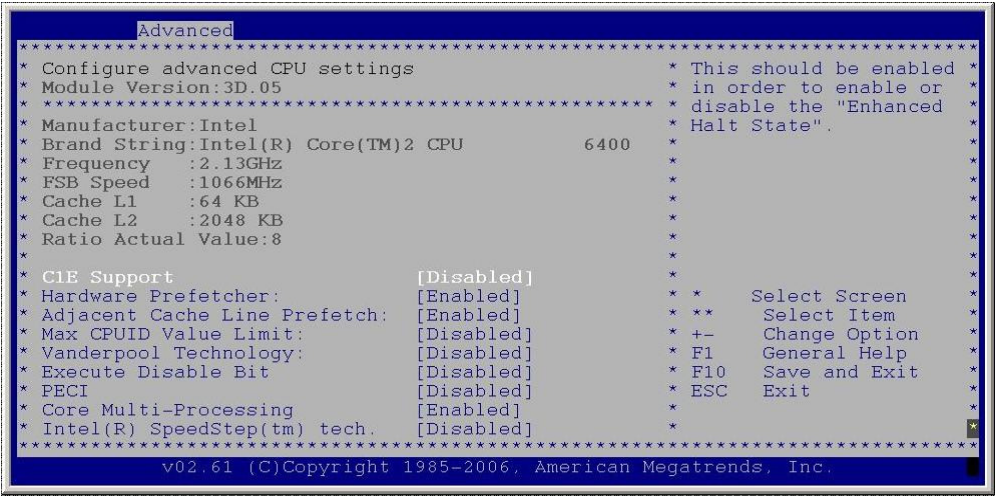 Advanced
Configure advanced CPU settings
Module Version:3D.05
Manufacturer:Intel
Brand String:Intel(R) Core(TM)2 CPU 6400
Frequency :2.13GHz
FSB Speed :1066MHz
Cache L1 :64 KB
Cache L2 :2048 KB
Ratio Actual Value:8
C1E Support [Disabled]
Hardware Prefetcher: [Enabled]
Adjacent Cache Line Prefetch: [Enabled]
Max CPUID Value Limit: [Disabled]
Vanderpool Technology: [Disabled]
Execute Disable Bit [Disabled]
PECI [Disabled]
Core Multi-Processing [Enabled]
Intel(R) SpeedStep(tm) tech. [Disabled]
This should be enabled
in order to enable or
disable the "Enhanced
Halt State".
* Select Screen
** Select Item
+- Change Option
F1 General Help
F10 Save and Exit
ESC Exit
v02.61 (C)Copyright 1985-2006, American Megatrends, Inc.